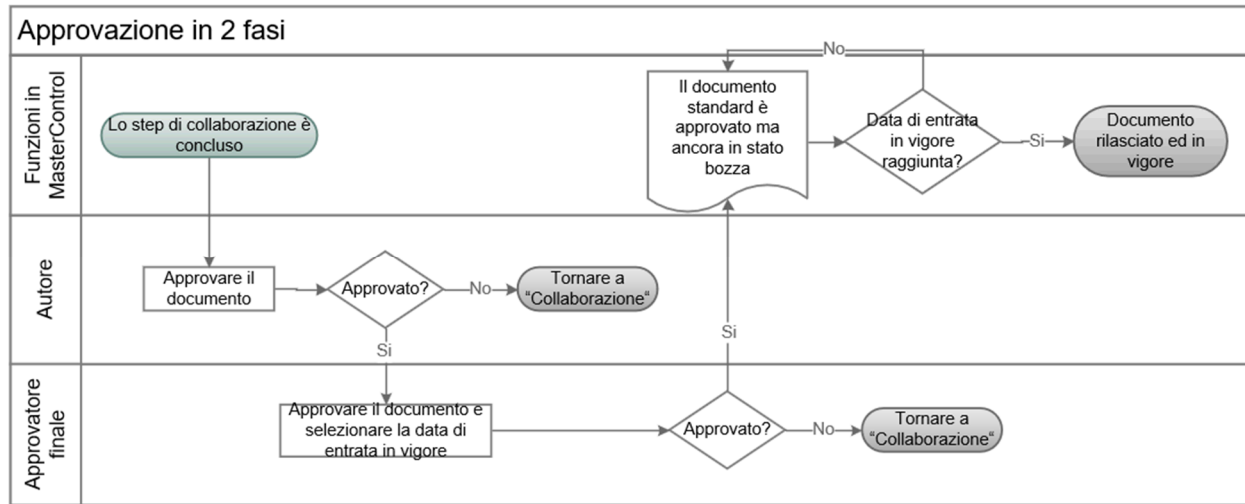 Approvazione in 2 fasi
Funzioni in
MasterControl
Lo step di collaborazione è
concluso
Il documento
standard è
approvato ma
ancora in stato
bozza
No
Data di entrata
in vigore
raggiunta?
Si
Documento
rilasciato ed in
vigore
Autore
Approvare il
documento
Approvato?
No
Tornare a
“Collaborazione“
Si
Si
Approvatore
finale
Approvare il documento e
selezionare la data di
entrata in vigore
Approvato?
No
Tornare a
“Collaborazione“